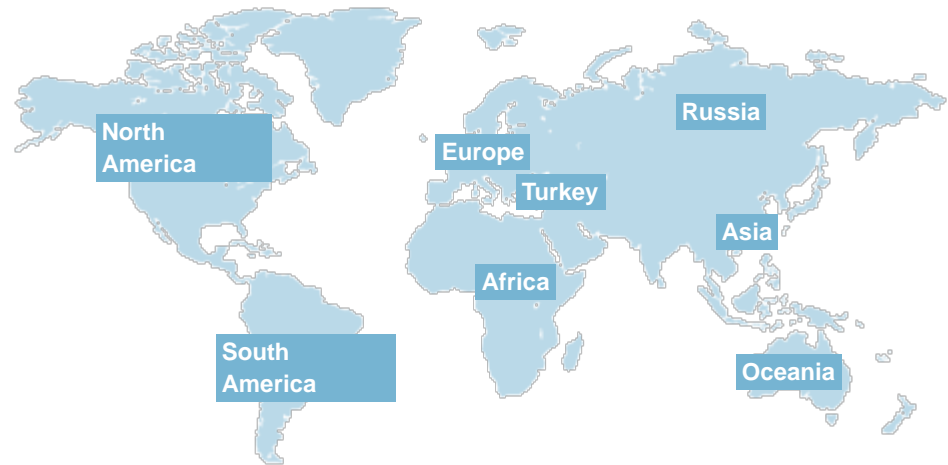 North
America
Russia
Europe
Turkey
Asia
Africa
South
America
Oceania